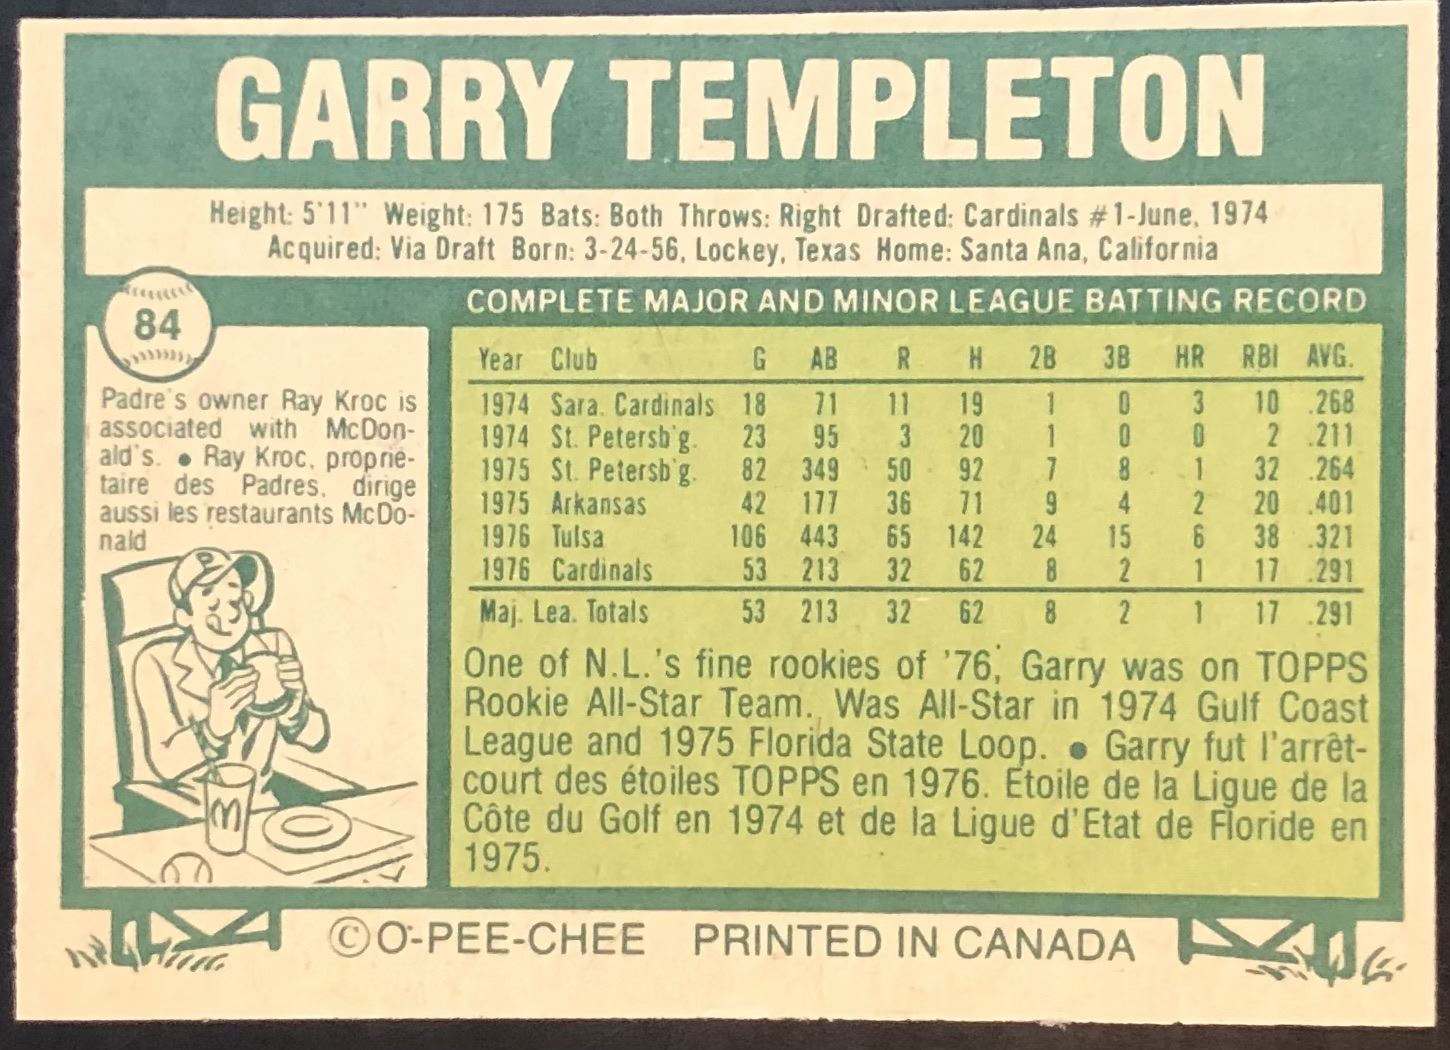 GARRY TEMPLETON
Height: 5'11" Weight: 175 Bats: Both Throws: Right Drafted: Cardinals #1-June, 1974
Acquired: Via Draft Born: 3-24-56, Lockey, Texas Home: Santa Ana, California
84
Padre's owner Ray Kroc is
associated with McDon-
ald's. ● Ray Kroc, proprie-
taire des Padres, dirige
aussi les restaurants McDo-
nald
P
M
COMPLETE MAJOR AND MINOR LEAGUE BATTING RECORD
Year Club G AB R H 2B 3B HR RBI AVG.
1974 Sara. Cardinals 18 71 11 19 1 0 3 10 .268
1974 St. Petersb'g. 23 95 3 20 1 0 0 2 .211
1975 St. Petersb'g. 82 349 50 92 7 8 1 32 .264
1975 Arkansas 42 177 36 71 9 4 2 20 .401
1976 Tulsa 106 443 65 142 24 15 6 38 .321
1976 Cardinals 53 213 32 62 8 2 1 17 .291
Maj. Lea. Totals 53 213 32 62 8 2 1 17 .291
One of N.L.'s fine rookies of '76, Garry was on TOPPS
Rookie All-Star Team. Was All-Star in 1974 Gulf Coast
League and 1975 Florida State Loop. ● Garry fut l'arrêt-
court des étoiles TOPPS en 1976. Etoile de la Ligue de la
Côte du Golf en 1974 et de la Ligue d'Etat de Floride en
1975.
©O-PEE-CHEE PRINTED IN CANADA